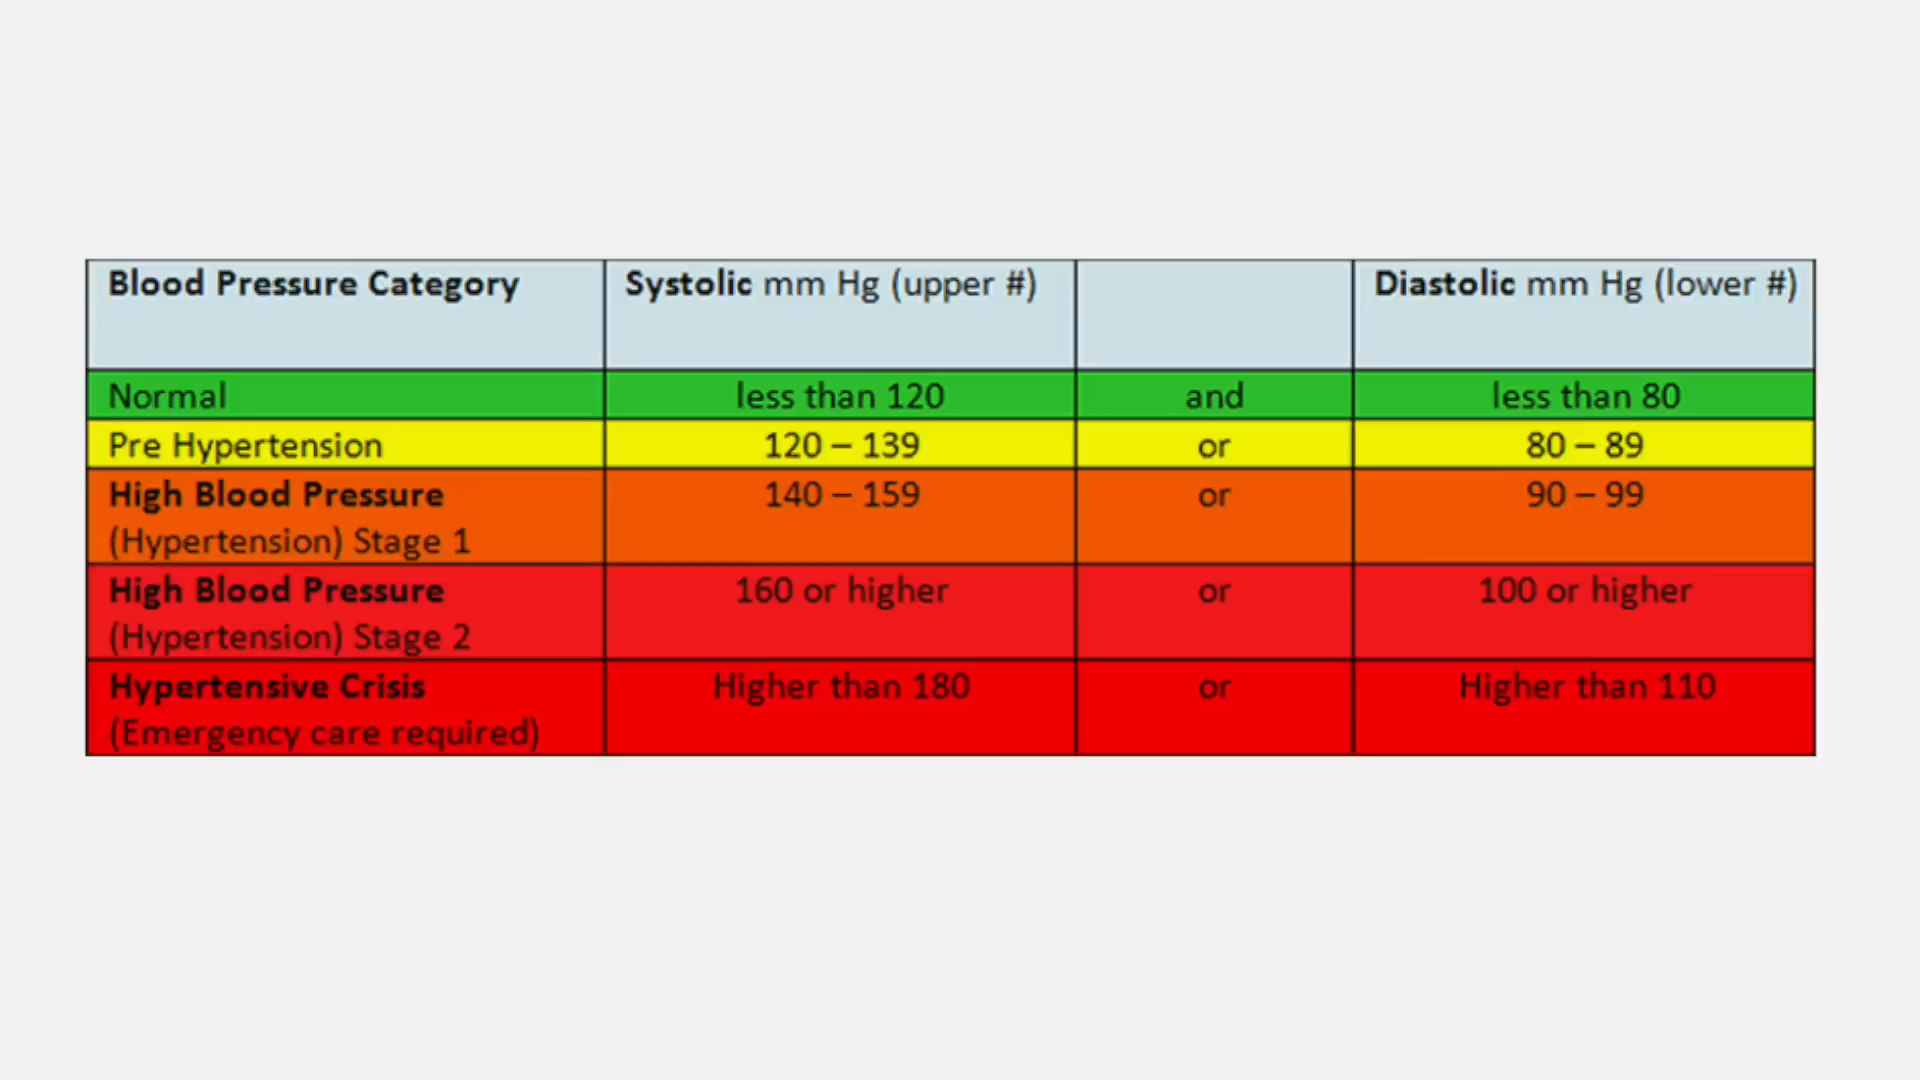 Blood Pressure Category Systolic mm Hg (upper #) Diastolic mm Hg (lower #)
Normal less than 120 and less than 80
Pre Hypertension 120 – 139 or 80 – 89
High Blood Pressure 140 – 159 or 90 – 99
(Hypertension) Stage 1
High Blood Pressure 160 or higher or 100 or higher
(Hypertension) Stage 2
Hypertensive Crisis Higher than 180 or Higher than 110
(Emergency care required)